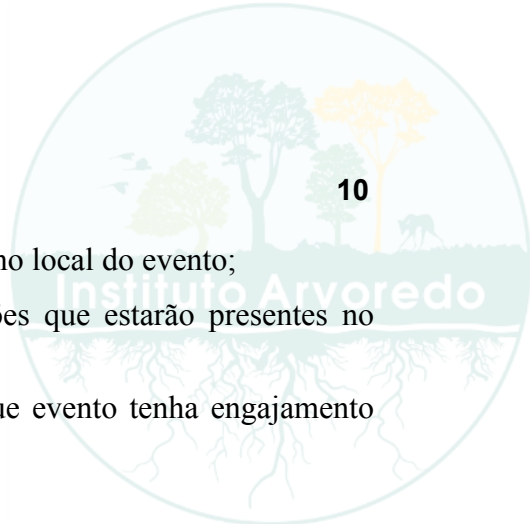 10
no local do evento;
Instituto Arvoredo
ões que estarão presentes no
ue evento tenha engajamento